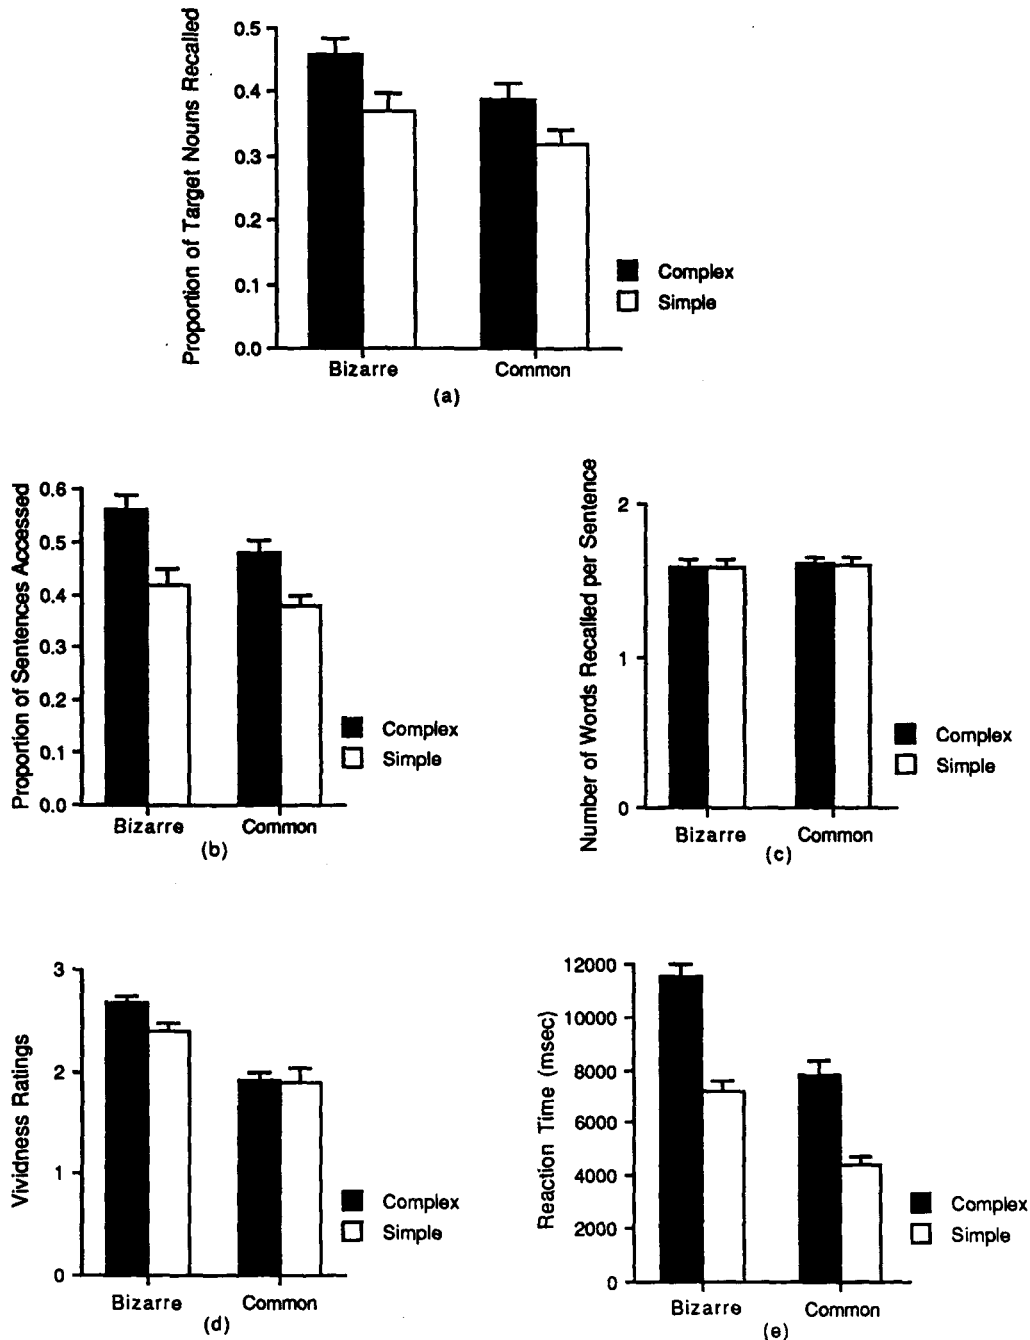 Proportion of Target Nouns Recalled
0.5
0.4
0.3
0.2
0.1
0.0
Bizarre Common
(a)
Complex
Simple
Proportion of Sentences Accessed
0.6
0.5
0.4
0.3
0.2
0.1
0.0
Bizarre Common
(b)
Complex
Simple
Number of Words Recalled per Sentence
2
1
0
Bizarre Common
(c)
Complex
Simple
Vividness Ratings
3
2
1
0
Bizarre Common
(d)
Complex
Simple
Reaction Time (msec)
12000
10000
8000
6000
4000
2000
0
Bizarre Common
(e)
Complex
Simple